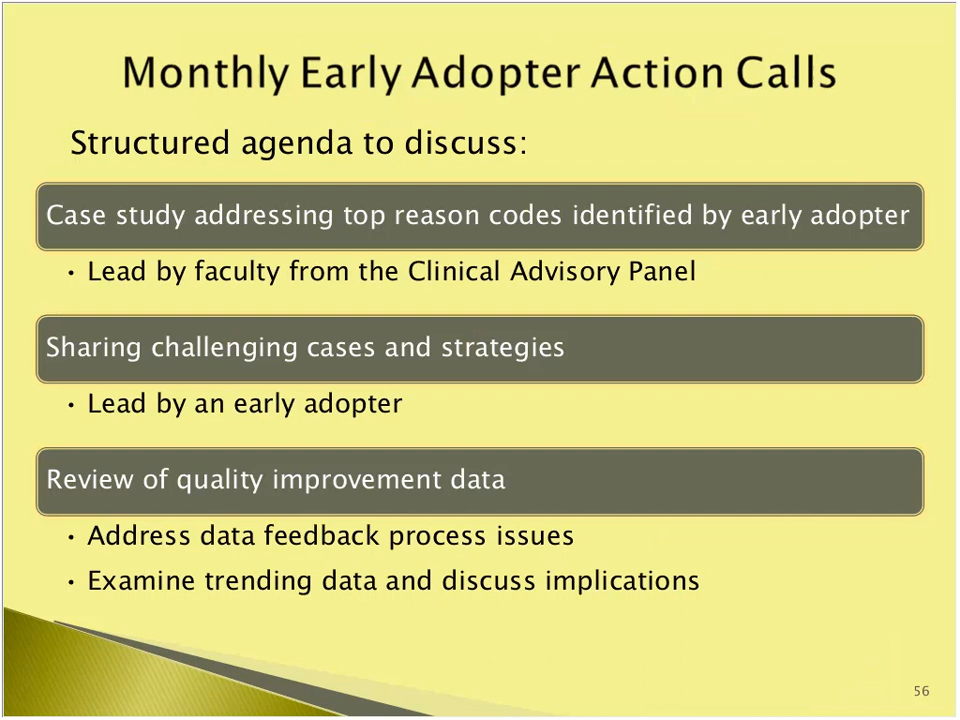 Monthly Early Adopter Action Calls
Structured agenda to discuss:
Case study addressing top reason codes identified by early adopter
• Lead by faculty from the Clinical Advisory Panel
Sharing challenging cases and strategies
• Lead by an early adopter
Review of quality improvement data
• Address data feedback process issues
• Examine trending data and discuss implications
56